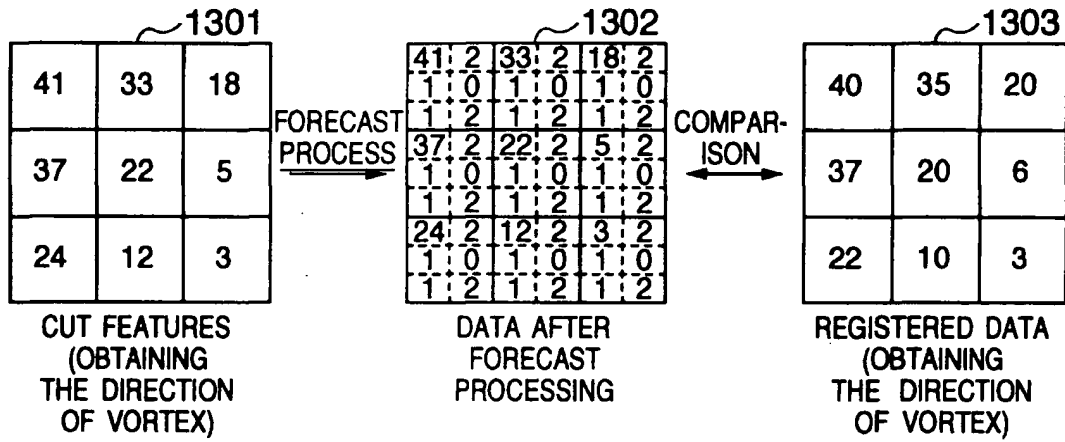 1301
1302
1303
41 33 18
37 22 5
24 12 3
FORECAST
PROCESS
41 2 33 2 18 2
1 0 1 0 1 0
1 2 1 2 1 2
37 2 22 2 5 2
1 0 1 0 1 0
1 2 1 2 1 2
24 2 12 2 3 2
1 0 1 0 1 0
1 2 1 2 1 2
COMPAR-
ISON
40 35 20
37 20 6
22 10 3
CUT FEATURES
(OBTAINING
THE DIRECTION
OF VORTEX)
DATA AFTER
FORECAST
PROCESSING
REGISTERED DATA
(OBTAINING
THE DIRECTION
OF VORTEX)